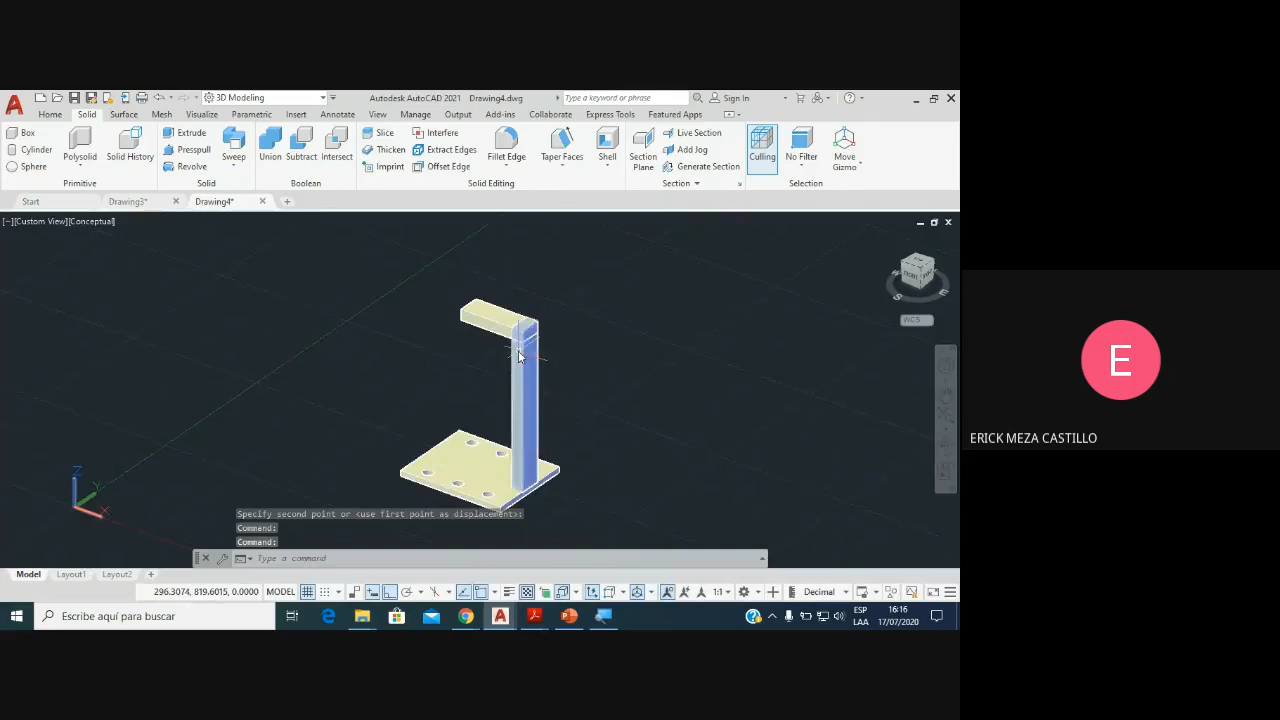 3D Modeling
Autodesk AutoCAD 2021 Drawing4.dwg
Type a keyword or phrase
Sign In
Home Solid Surface Mesh Visualize Parametric Insert Annotate View Manage Output Add-ins Collaborate Express Tools Featured Apps
Box
Cylinder
Sphere
Polysolid
Solid History
Primitive
Extrude
Presspull
Revolve
Sweep
Solid
Union
Subtract
Intersect
Boolean
Slice
Thicken
Imprint
Interfere
Extract Edges
Offset Edge
Fillet Edge
Taper Faces
Shell
Solid Editing
Section
Plane
Live Section
Add Jog
Generate Section
Section
Culling
No Filter
Move
Gizmo
Selection
Start
Drawing3*
Drawing4*
[−][Custom View][Conceptual]
S
E
WCS
Z
Y
X
Specify second point or <use first point as displacement>:
Command:
Command:
Type a command
Model Layout1 Layout2
296.3074, 819.6015, 0.0000 MODEL
1:1
Decimal
Escribe aquí para buscar
ESP
LAA
16:16
17/07/2020
E
ERICK MEZA CASTILLO